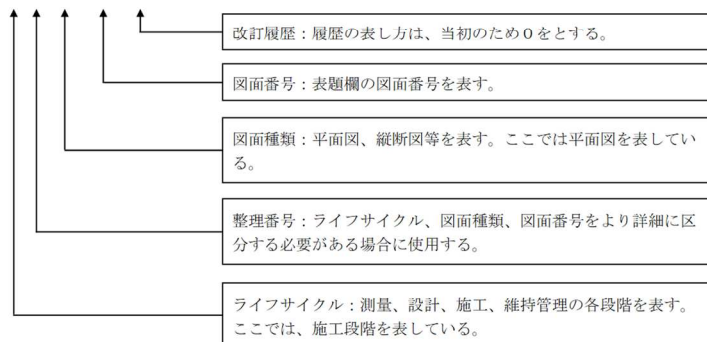 改訂履歴：履歴の表し方は、当初のため０をとする。
図面番号：表題欄の図面番号を表す。
図面種類：平面図、縦断図等を表す。ここでは平面図を表してい
る。
整理番号：ライフサイクル、図面種類、図面番号をより詳細に区
分する必要がある場合に使用する。
ライフサイクル：測量、設計、施工、維持管理の各段階を表す。
ここでは、施工段階を表している。